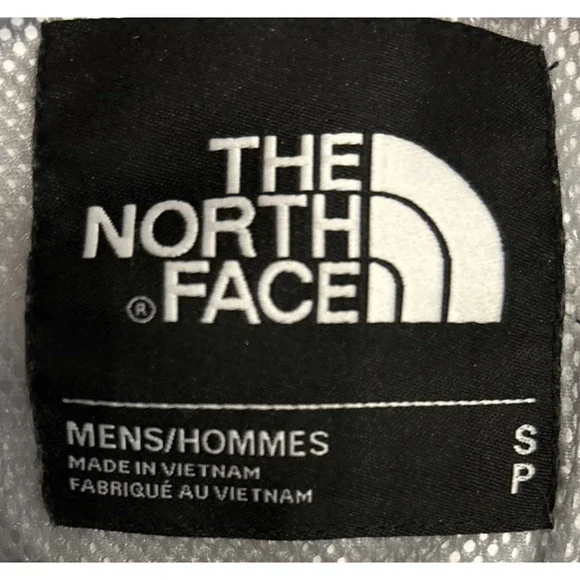 THE
NORTH
® FACE
MENS/HOMMES S
MADE IN VIETNAM
FABRIQUÉ AU VIETNAM P